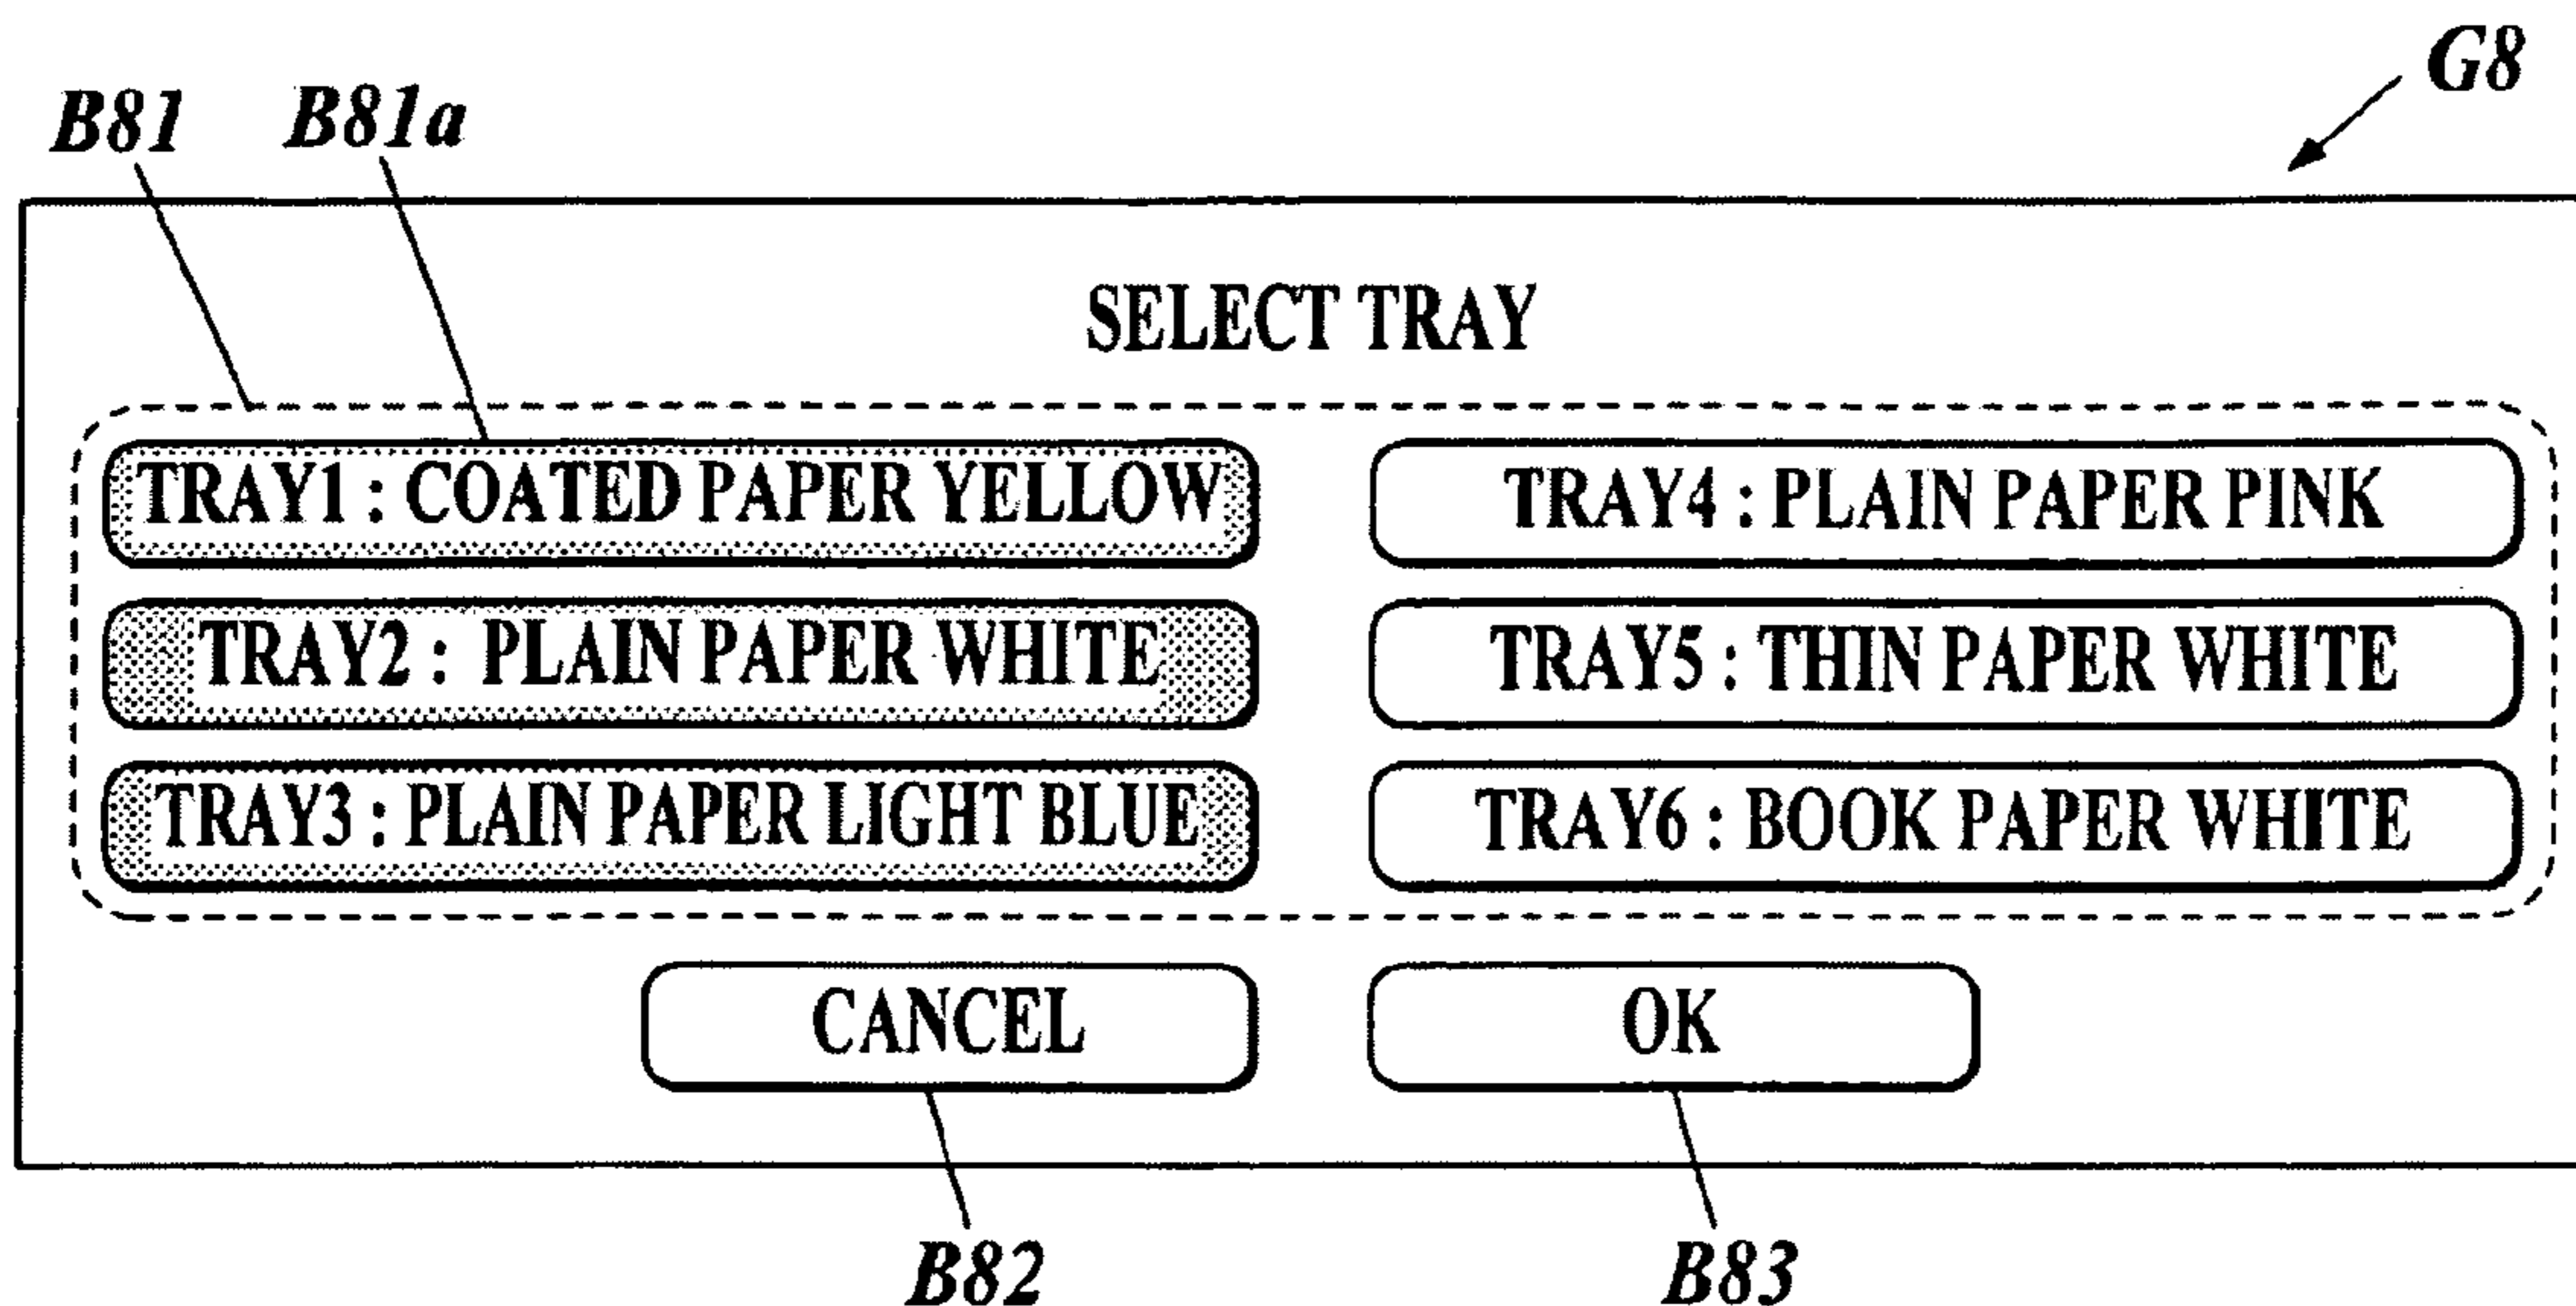 G8
B81 B81a
SELECT TRAY
TRAY1 : COATED PAPER YELLOW
TRAY4 : PLAIN PAPER PINK
TRAY2 : PLAIN PAPER WHITE
TRAY5 : THIN PAPER WHITE
TRAY3 : PLAIN PAPER LIGHT BLUE
TRAY6 : BOOK PAPER WHITE
CANCEL
OK
B82
B83